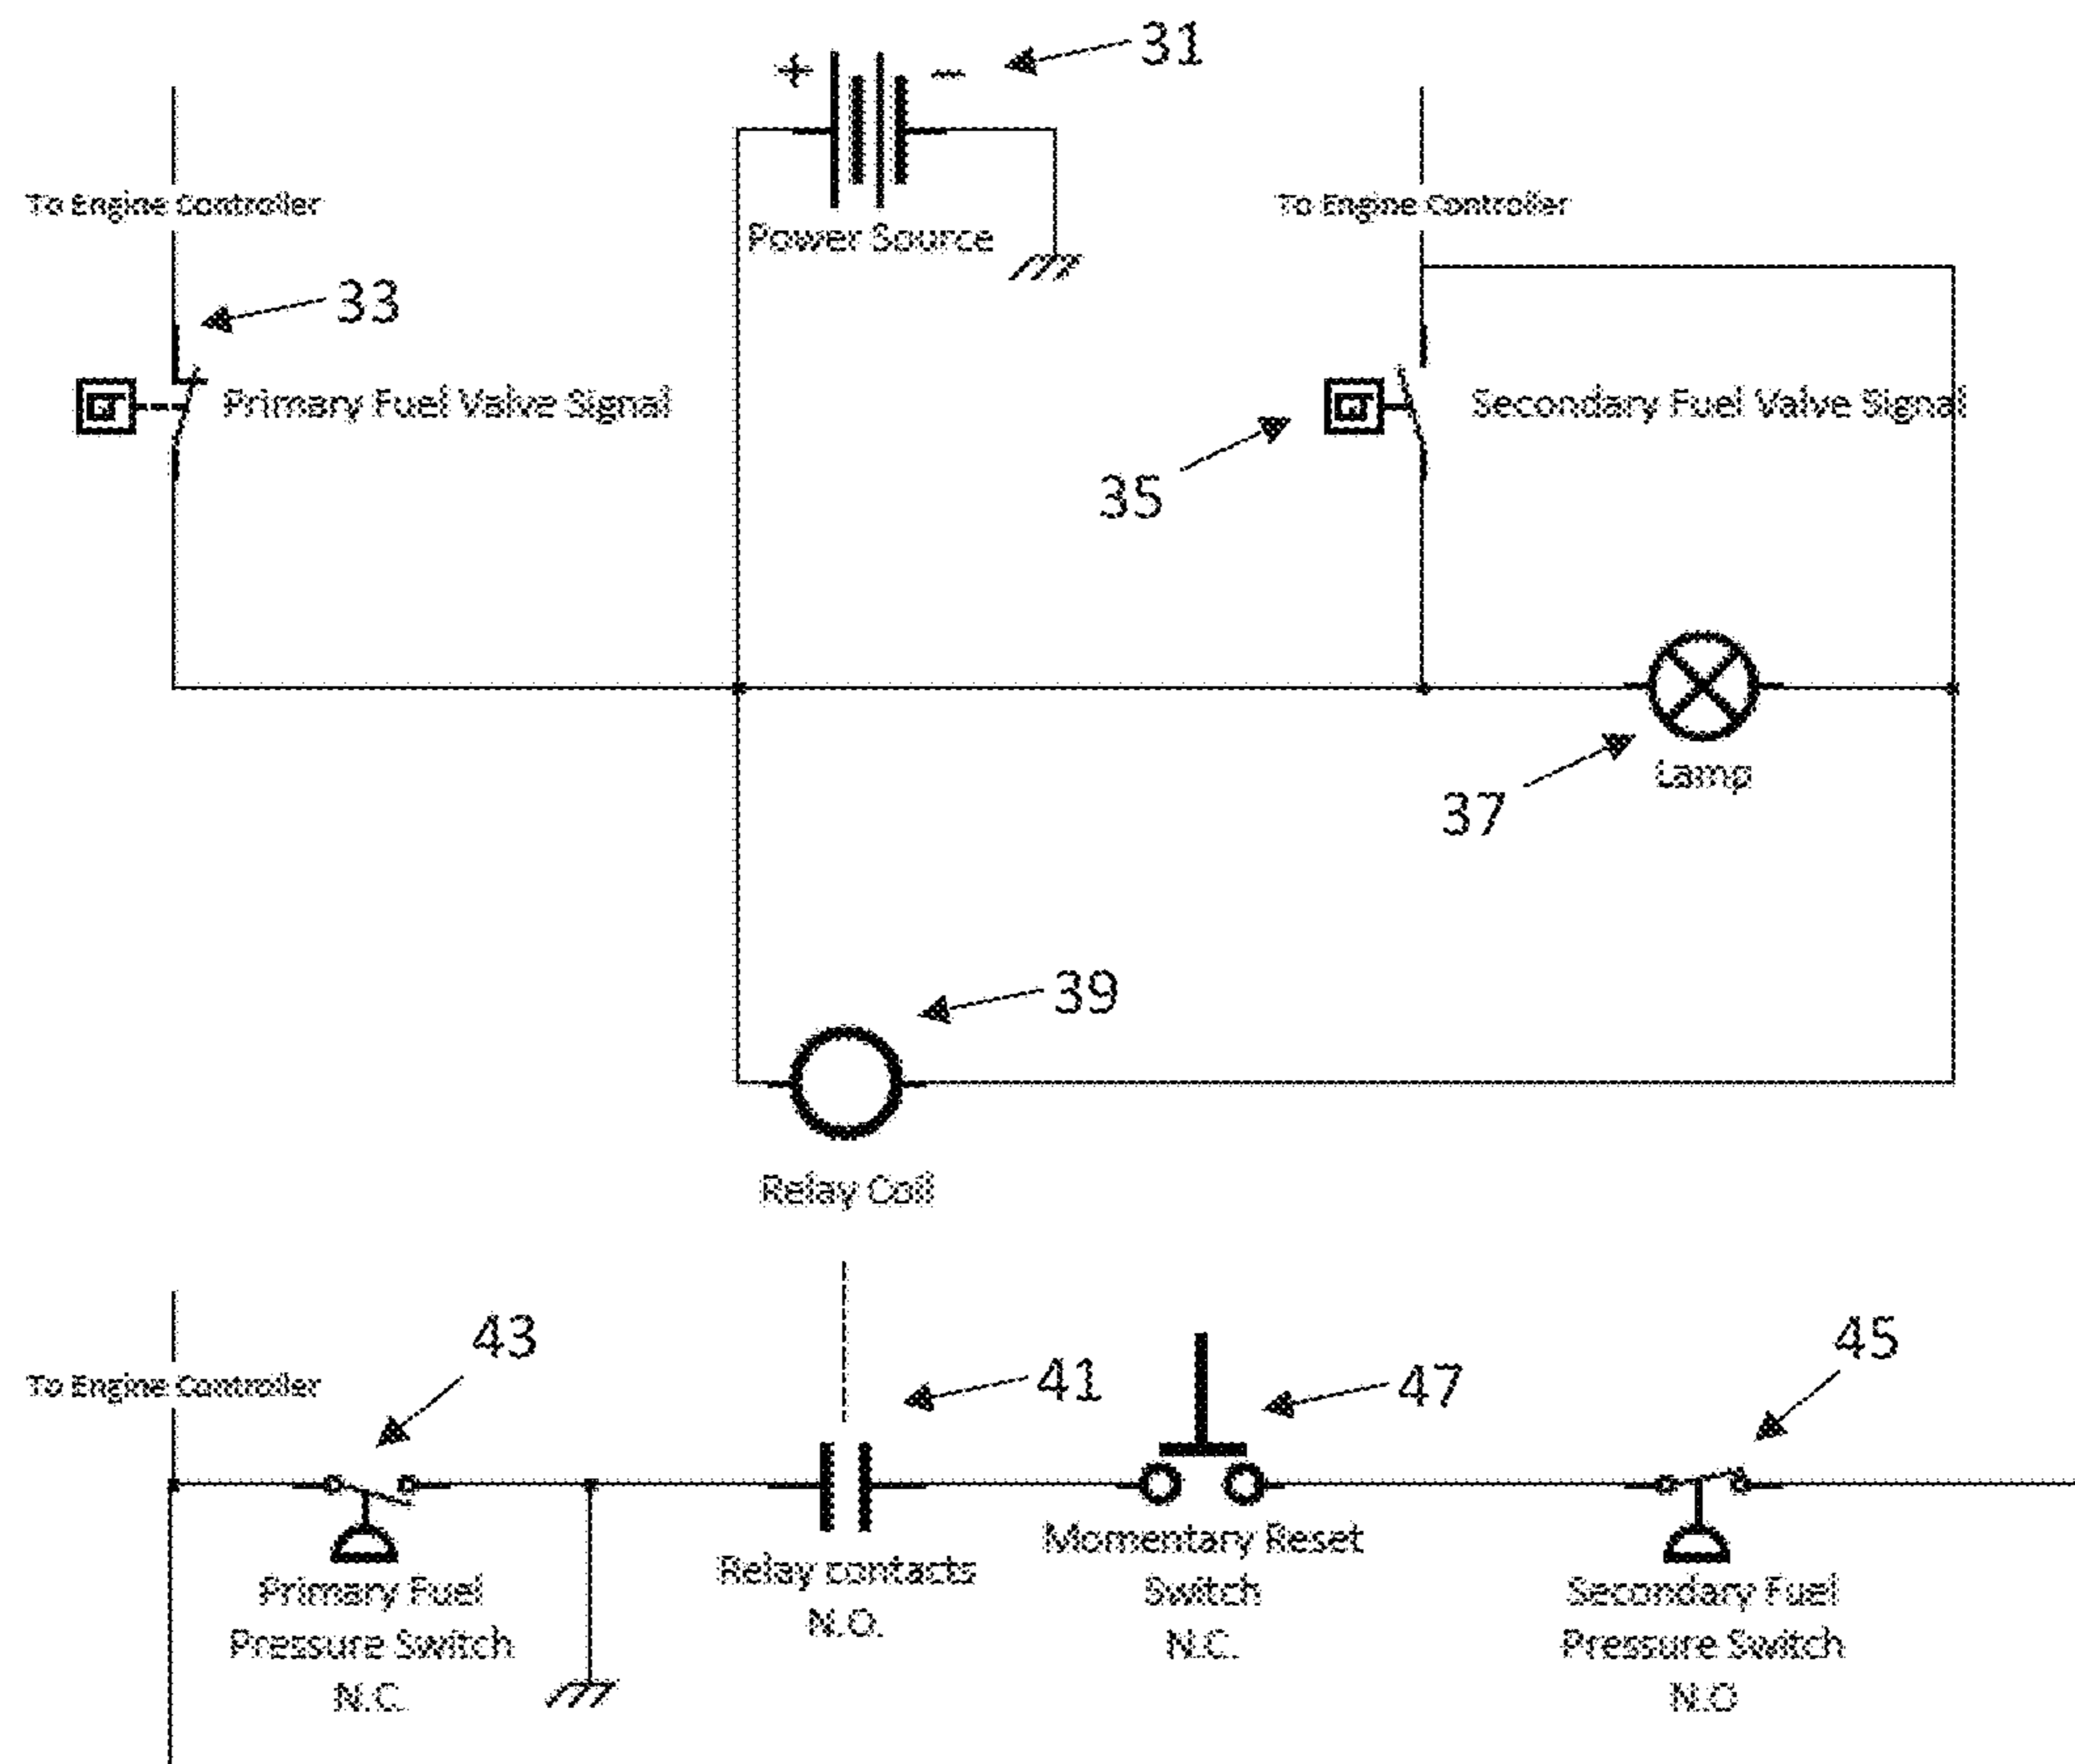 31
+ −
To Engine Controller
To Engine Controller
Power Source
33
Primary Fuel Valve Signal
Secondary Fuel Valve Signal
35
Lamp
37
39
Relay Coil
43
45
41
47
To Engine Controller
Momentary Reset
Switch
N.C.
Relay contacts
N.O.
Primary Fuel
Pressure Switch
N.C.
Secondary Fuel
Pressure Switch
N.O